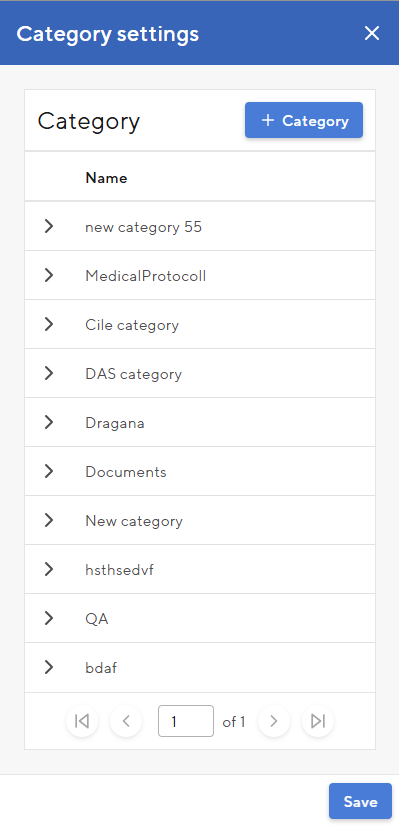 Category settings
Category
Category
Name
new category 55
MedicalProtocoll
Cile category
DAS category
Dragana
Documents
New category
hsthsedvf
QA
bdaf
1 of 1
Save